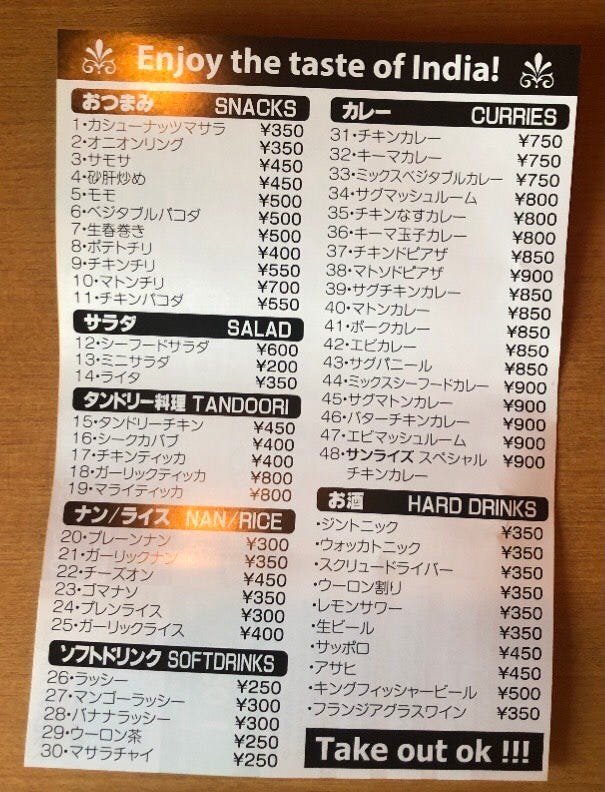 Enjoy the taste of India!
おつまみ SNACKS
1・カシューナッツマサラ ¥350
2・オニオンリング ¥350
3・サモサ ¥450
4・砂肝炒め ¥450
5・モモ ¥500
6・ベジタブルパコダ ¥500
7・生春巻き ¥500
8・ポテトチリ ¥400
9・チキンチリ ¥550
10・マトンチリ ¥700
11・チキンパコダ ¥550
サラダ SALAD
12・シーフードサラダ ¥600
13・ミニサラダ ¥200
14・ライタ ¥350
タンドリー料理 TANDOORI
15・タンドリーチキン ¥450
16・シークカバブ ¥400
17・チキンティッカ ¥400
18・ガーリックティッカ ¥800
19・マライティッカ ¥800
ナン/ライス NAN/RICE
20・プレーンナン ¥300
21・ガーリックナン ¥350
22・チーズオン ¥450
23・ゴマナソ ¥350
24・プレンライス ¥300
25・ガーリックライス ¥400
ソフトドリンク SOFTDRINKS
26・ラッシー ¥250
27・マンゴーラッシー ¥300
28・バナナラッシー ¥300
29・ウーロン茶 ¥250
30・マサラチャイ ¥250
カレー CURRIES
31・チキンカレー ¥750
32・キーマカレー ¥750
33・ミックスベジタブルカレー ¥750
34・サグマッシュルーム ¥800
35・チキンなすカレー ¥800
36・キーマ玉子カレー ¥800
37・チキンドピアザ ¥850
38・マトソドピアザ ¥900
39・サグチキンカレー ¥850
40・マトンカレー ¥850
41・ポークカレー ¥850
42・エビカレー ¥850
43・サグパニール ¥850
44・ミックスシーフードカレー ¥900
45・サグマトンカレー ¥900
46・バターチキンカレー ¥900
47・エビマッシュルーム ¥900
48・サンライズ スペシャル ¥900
チキンカレー
お酒 HARD DRINKS
・ジントニック ¥350
・ウォッカトニック ¥350
・スクリュードライバー ¥350
・ウーロン割り ¥350
・レモンサワー ¥350
・生ビール ¥350
・サッポロ ¥450
・アサヒ ¥450
・キングフィッシャービール ¥500
・フランジアグラスワイン ¥350
Take out ok !!!